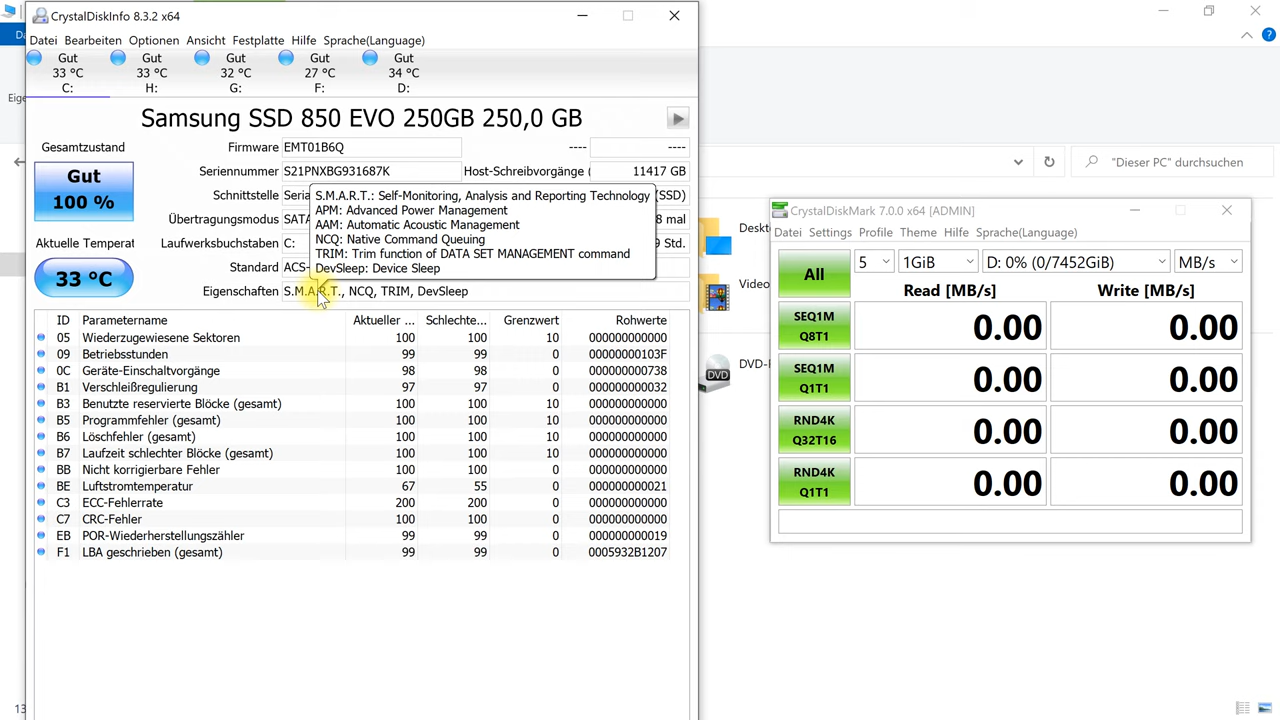 CrystalDiskInfo 8.3.2 x64
Datei Bearbeiten Optionen Ansicht Festplatte Hilfe Sprache(Language)
Gut Gut Gut Gut Gut
33 °C 33 °C 32 °C 27 °C 34 °C
C: H: G: F: D:
Samsung SSD 850 EVO 250GB 250,0 GB
Gesamtzustand
Gut
100 %
Aktuelle Temperat
33 °C
Firmware EMT01B6Q ---- ----
Seriennummer S21PNXBG931687K Host-Schreibvorgänge ( 11417 GB
Schnittstelle Seria (SSD)
Übertragungsmodus SATA 8 mal
Laufwerksbuchstaben C: 9 Std.
Standard ACS-
Eigenschaften S.M.A.R.T., NCQ, TRIM, DevSleep
S.M.A.R.T.: Self-Monitoring, Analysis and Reporting Technology
APM: Advanced Power Management
AAM: Automatic Acoustic Management
NCQ: Native Command Queuing
TRIM: Trim function of DATA SET MANAGEMENT command
DevSleep: Device Sleep
ID Parametername Aktueller ... Schlechte... Grenzwert Rohwerte
05 Wiederzugewiesene Sektoren 100 100 10 000000000000
09 Betriebsstunden 99 99 0 00000000103F
0C Geräte-Einschaltvorgänge 98 98 0 000000000738
B1 Verschleißregulierung 97 97 0 000000000032
B3 Benutzte reservierte Blöcke (gesamt) 100 100 10 000000000000
B5 Programmfehler (gesamt) 100 100 10 000000000000
B6 Löschfehler (gesamt) 100 100 10 000000000000
B7 Laufzeit schlechter Blöcke (gesamt) 100 100 10 000000000000
BB Nicht korrigierbare Fehler 100 100 0 000000000000
BE Luftstromtemperatur 67 55 0 000000000021
C3 ECC-Fehlerrate 200 200 0 000000000000
C7 CRC-Fehler 100 100 0 000000000000
EB POR-Wiederherstellungszähler 99 99 0 000000000019
F1 LBA geschrieben (gesamt) 99 99 0 0005932B1207
Da
Eige
13
"Dieser PC" durchsuchen
Deskt
Video
DVD-
DVD
CrystalDiskMark 7.0.0 x64 [ADMIN]
Datei Settings Profile Theme Hilfe Sprache(Language)
All 5 1GiB D: 0% (0/7452GiB) MB/s
Read [MB/s] Write [MB/s]
SEQ1M
Q8T1 0.00 0.00
SEQ1M
Q1T1 0.00 0.00
RND4K
Q32T16 0.00 0.00
RND4K
Q1T1 0.00 0.00